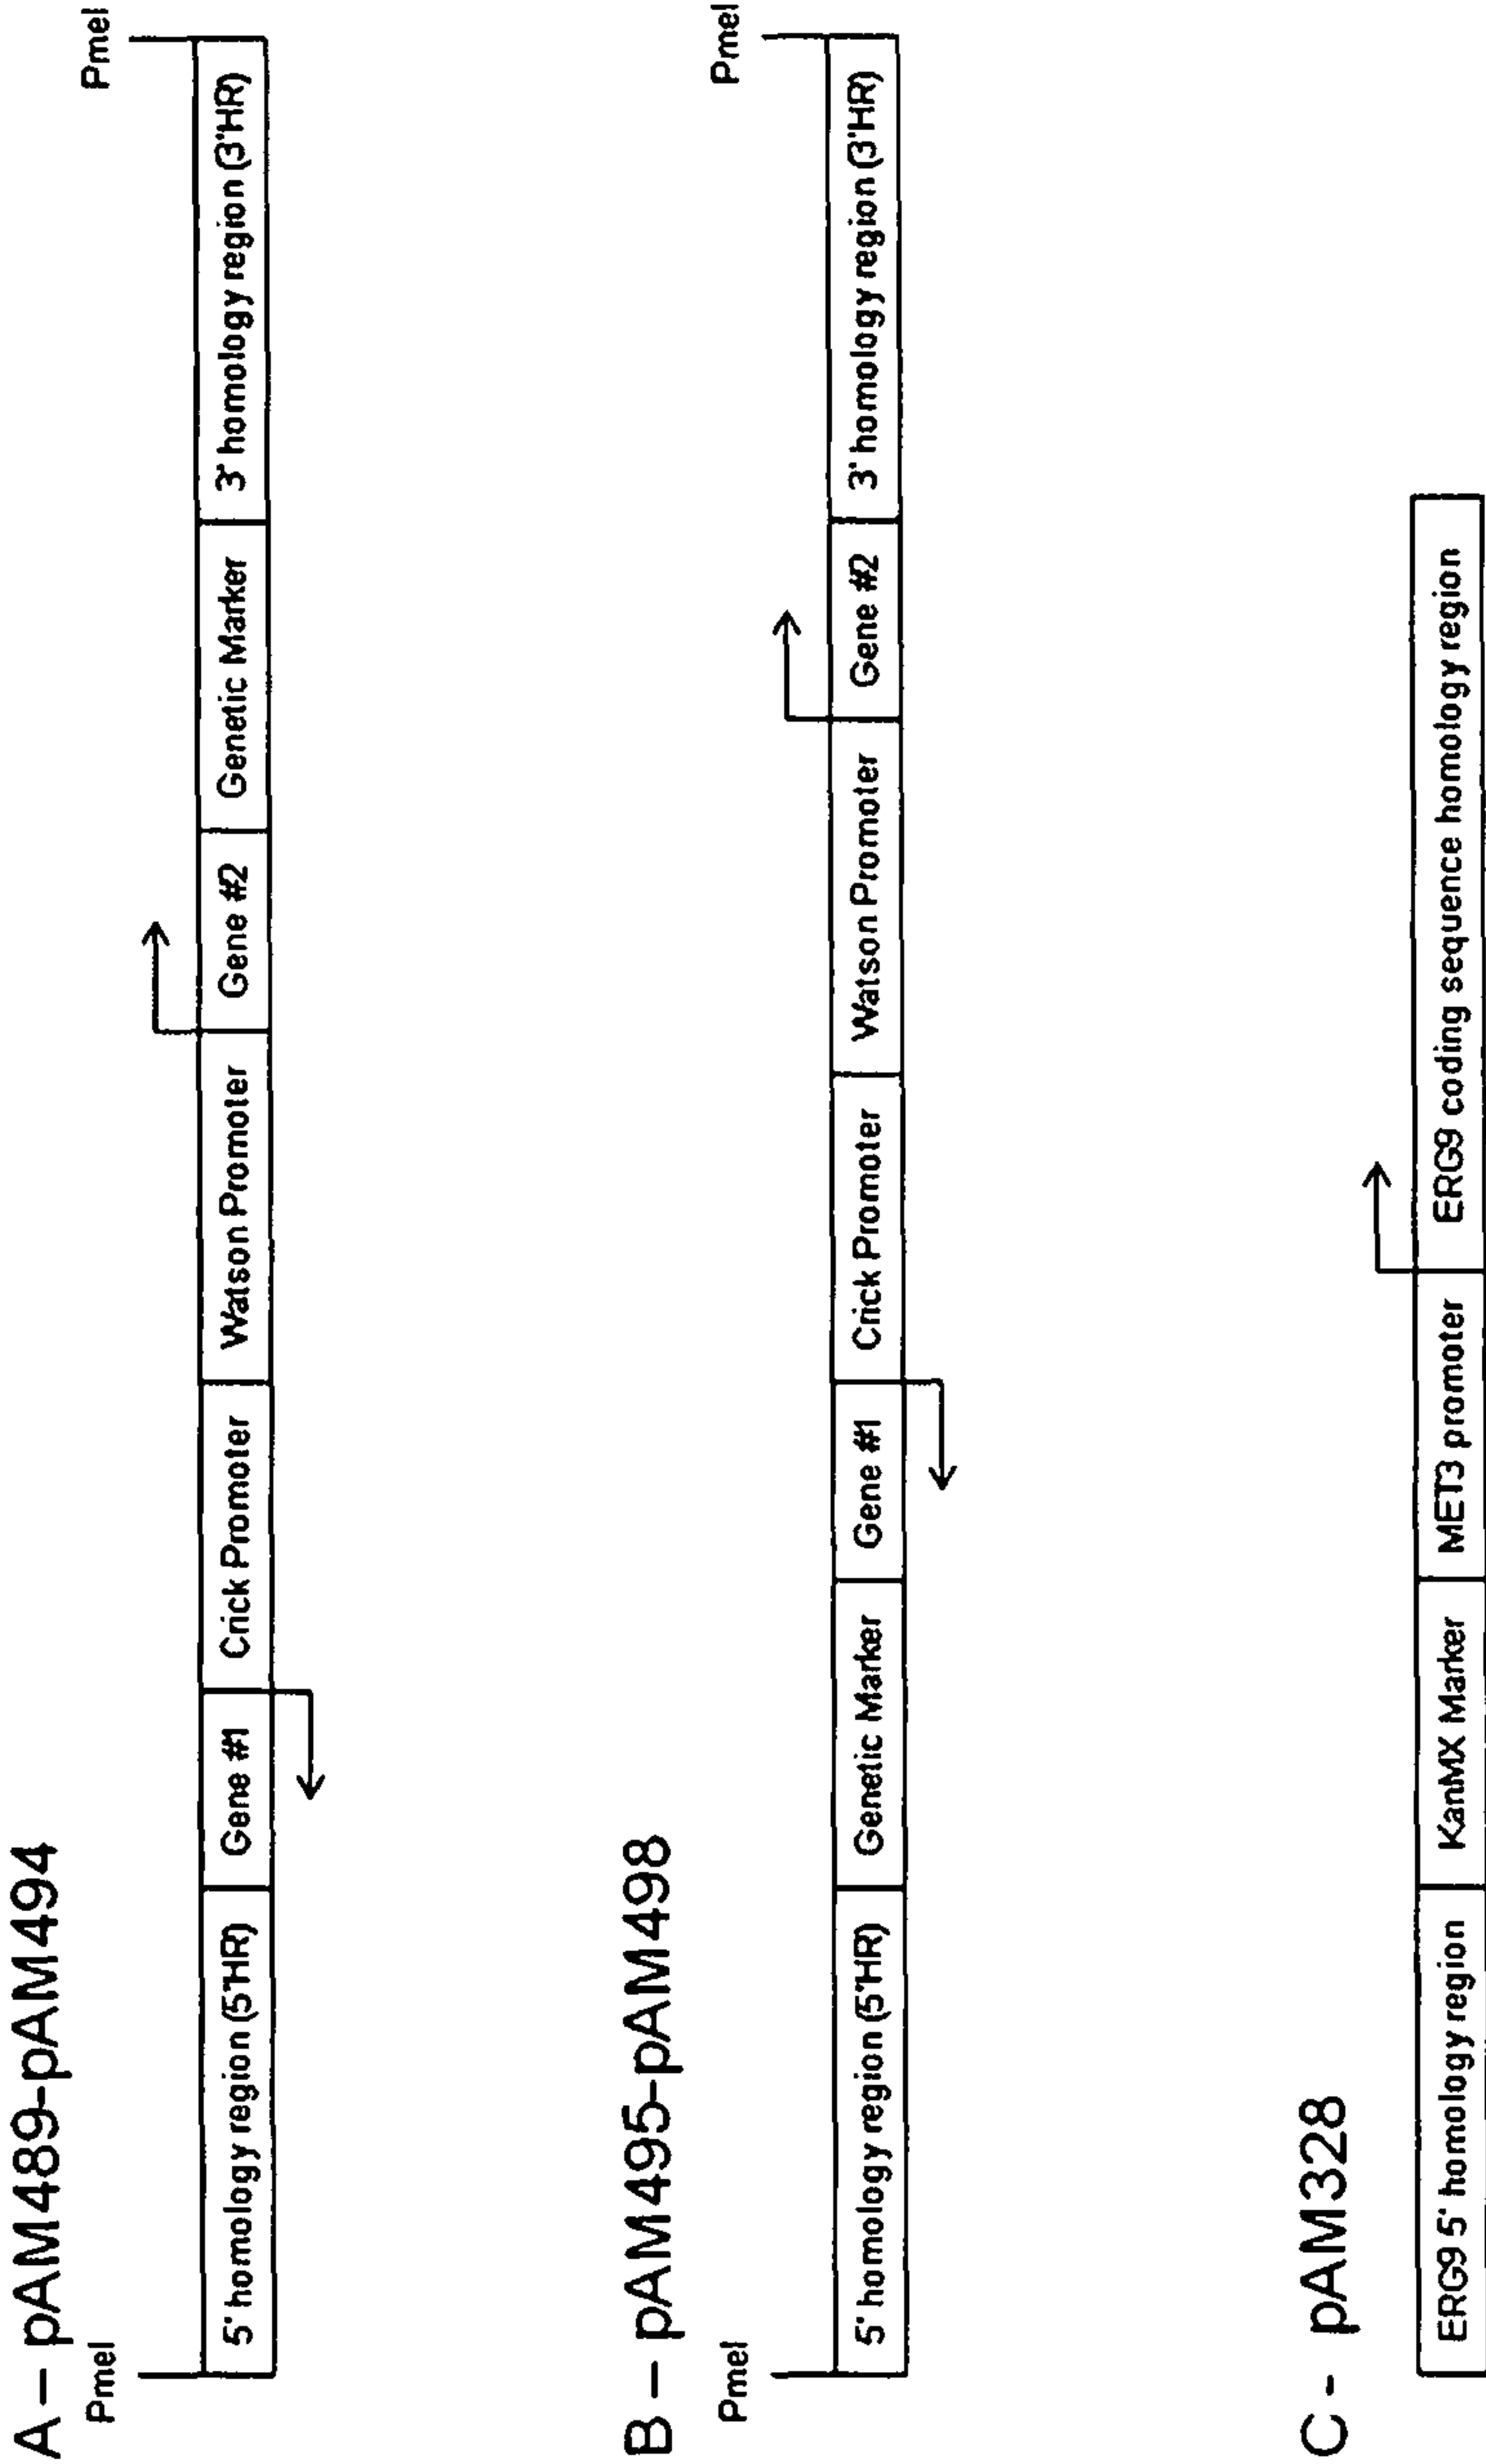 A – pAM489-pAM494
PmeI PmeI
5' homology region (5'HR) Gene #1 Crick Promoter Watson Promoter Gene #2 Genetic Marker 3' homology region (3'HR)
B – pAM495-pAM498
PmeI PmeI
5' homology region (5'HR) Genetic Marker Gene #1 Crick Promoter Watson Promoter Gene #2 3' homology region (3'HR)
C - pAM328
ERG9 5' homology region KanMX Marker MET3 promoter ERG9 coding sequence homology region